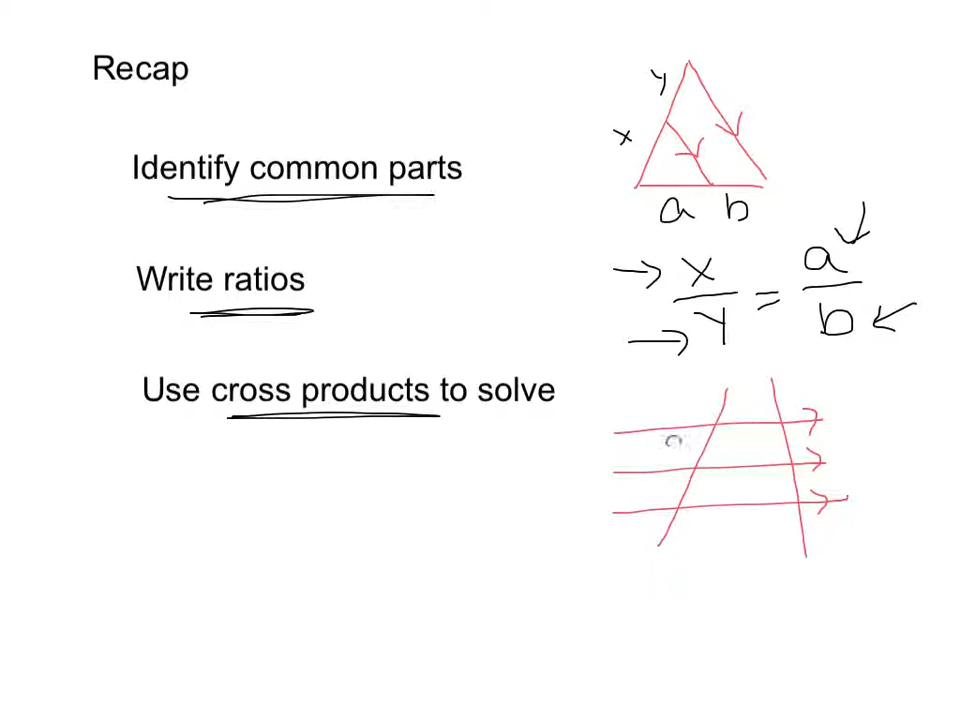 Recap
Identify common parts
Write ratios
Use cross products to solve
y
x
a b
x/y = a/b
a